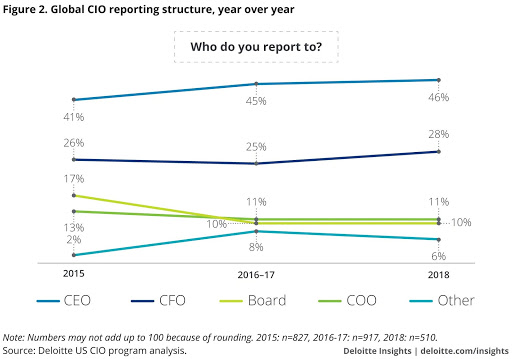 Figure 2. Global CIO reporting structure, year over year
Who do you report to?
41%
45%
46%
26%
25%
28%
17%
10%
10%
13%
11%
11%
2%
8%
6%
2015
2016–17
2018
CEO
CFO
Board
COO
Other
Note: Numbers may not add up to 100 because of rounding. 2015: n=827, 2016-17: n=917, 2018: n=510.
Source: Deloitte US CIO program analysis.
Deloitte Insights | deloitte.com/insights